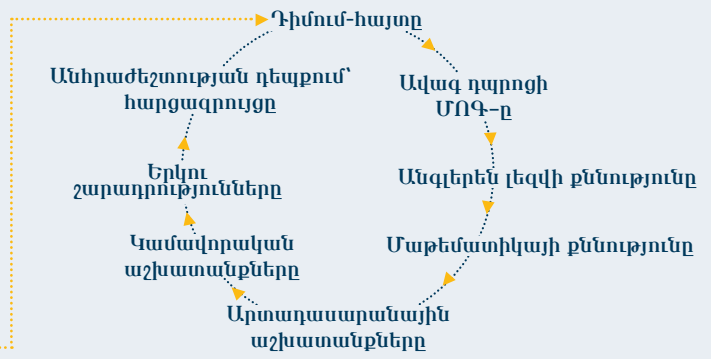 Դիմում-հայտը
Ավագ դպրոցի
ՄՈԳ-ը
Անգլերեն լեզվի քննությունը
Մաթեմատիկայի քննությունը
Արտադասարանային
աշխատանքները
Կամավորական
աշխատանքները
Երկու
շարադրությունները
Անհրաժեշտության դեպքում՝
հարցազրույցը